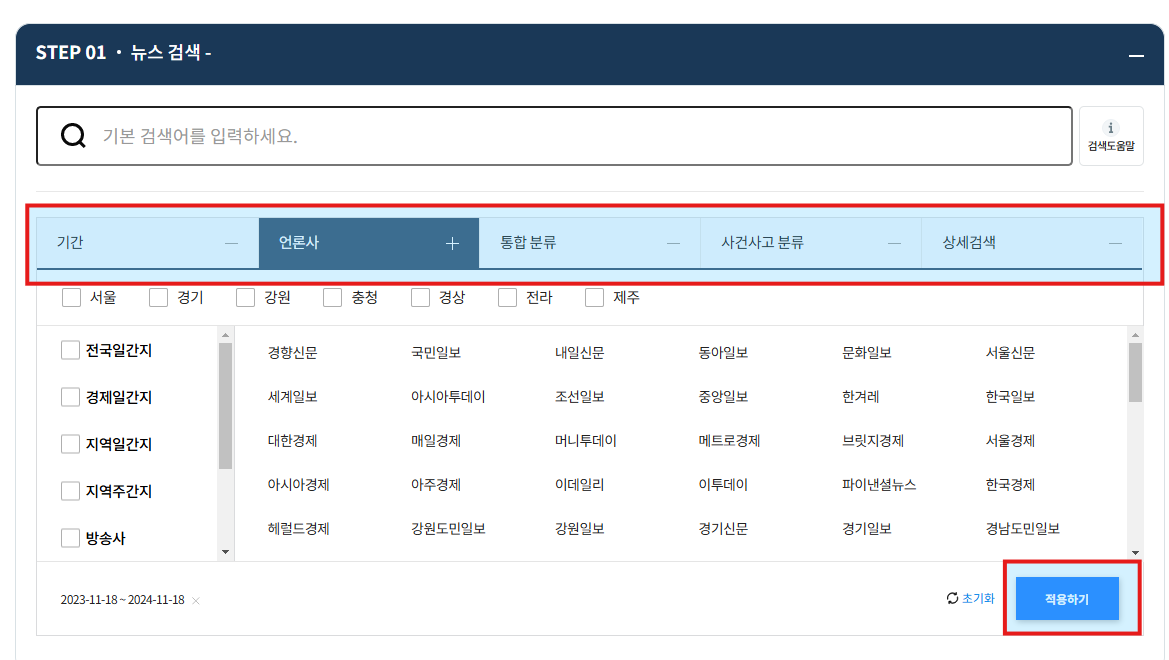 STEP 01 · 뉴스 검색 -
기본 검색어를 입력하세요.
i
검색도움말
기간 언론사 통합 분류 사건사고 분류 상세검색
서울 경기 강원 충청 경상 전라 제주
전국일간지
경제일간지
지역일간지
지역주간지
방송사
경향신문 국민일보 내일신문 동아일보 문화일보 서울신문
세계일보 아시아투데이 조선일보 중앙일보 한겨레 한국일보
대한경제 매일경제 머니투데이 메트로경제 브릿지경제 서울경제
아시아경제 아주경제 이데일리 이투데이 파이낸셜뉴스 한국경제
헤럴드경제 강원도민일보 강원일보 경기신문 경기일보 경남도민일보
2023-11-18 ~ 2024-11-18 ×
초기화 적용하기